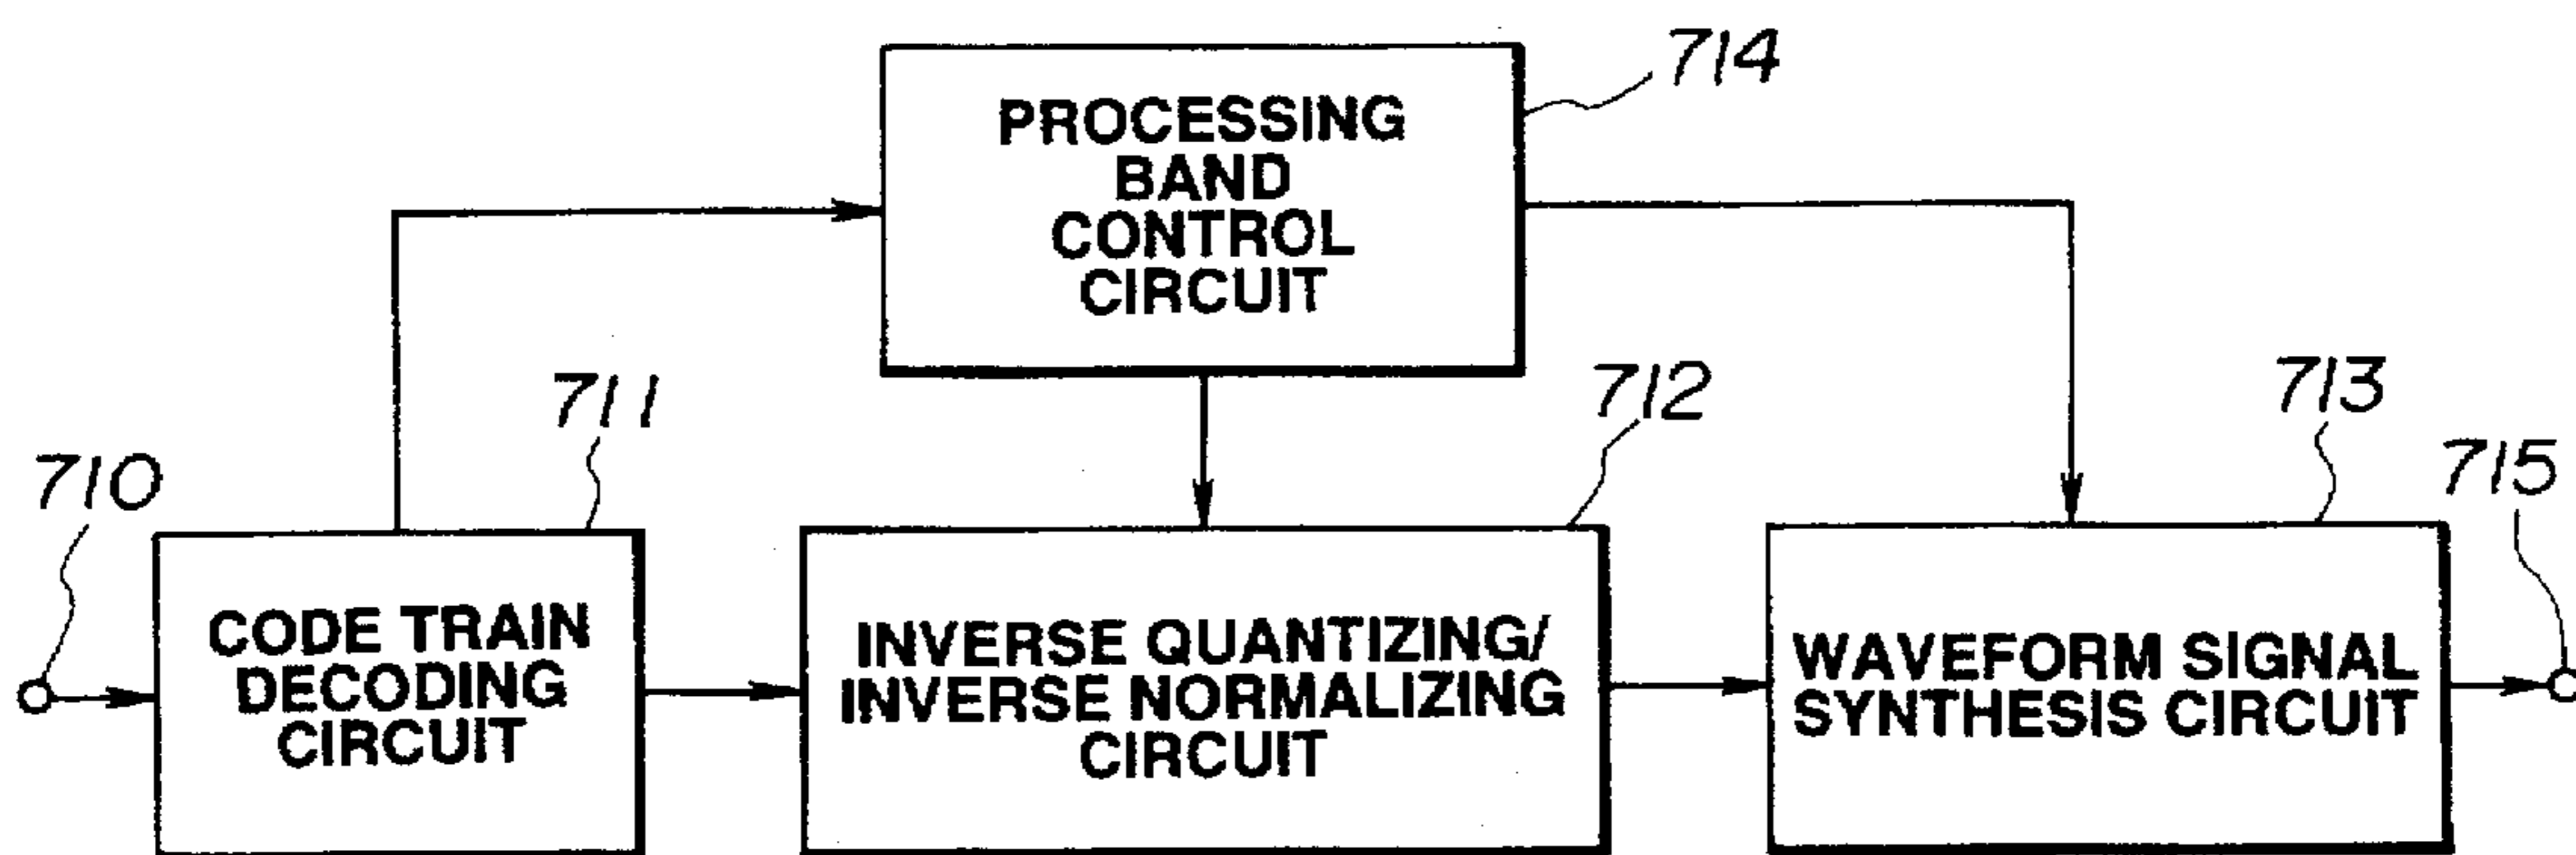 714
PROCESSING
BAND
CONTROL
CIRCUIT
710
711
712
713
715
CODE TRAIN
DECODING
CIRCUIT
INVERSE QUANTIZING/
INVERSE NORMALIZING
CIRCUIT
WAVEFORM SIGNAL
SYNTHESIS CIRCUIT